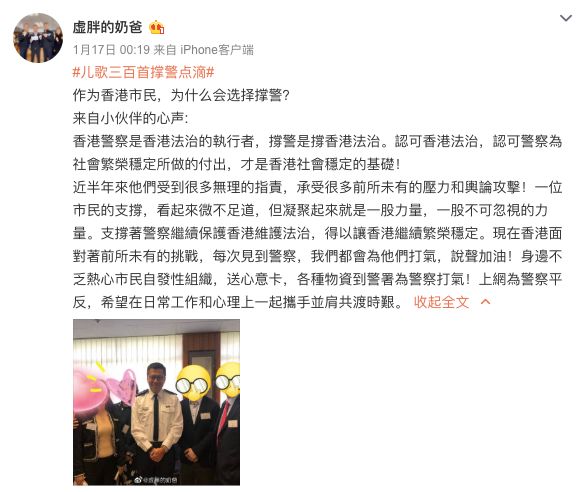 虚胖的奶爸
1月17日 00:19 来自 iPhone客户端
#儿歌三百首撑警点滴#
作为香港市民，为什么会选择撑警？
来自小伙伴的心声:
香港警察是香港法治的執行者，撐警是撐香港法治。認可香港法治，認可警察為
社會繁榮穩定所做的付出，才是香港社會穩定的基礎！
近半年來他們受到很多無理的指責，承受很多前所未有的壓力和輿論攻擊！一位
市民的支撐，看起來微不足道，但凝聚起來就是一股力量，一股不可忽視的力
量。支撐著警察繼續保護香港維護法治，得以讓香港繼續繁榮穩定。現在香港面
對著前所未有的挑戰，每次見到警察，我們都會為他們打氣，說聲加油！身邊不
乏熱心市民自發性組織，送心意卡，各種物資到警署為警察打氣！上網為警察平
反，希望在日常工作和心理上一起攜手並肩共渡時艱。 收起全文
@虚胖的奶爸